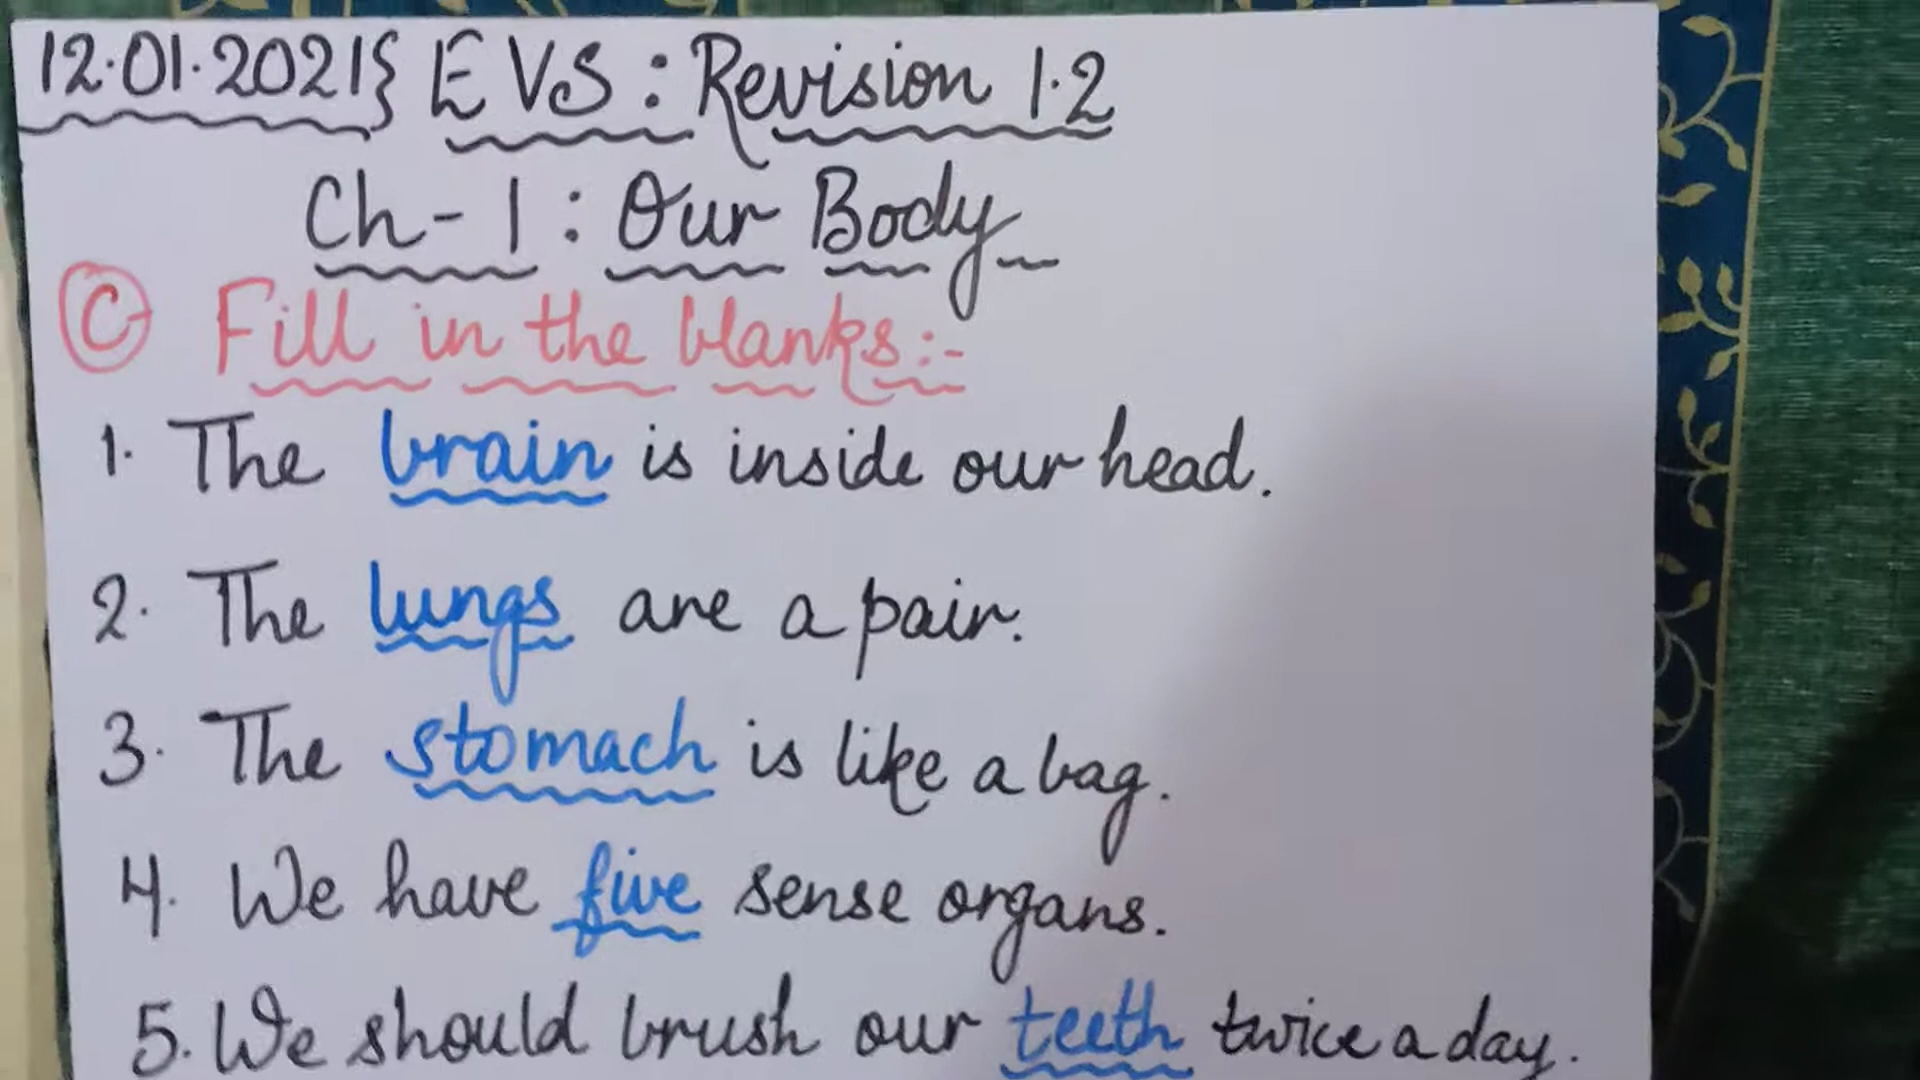 12.01.2021} EVS: Revision 1.2
Ch-1: Our Body
C Fill in the blanks:-
1. The brain is inside our head.
2. The lungs are a pair.
3. The stomach is like a bag.
4. We have five sense organs.
5. We should brush our teeth twice a day.